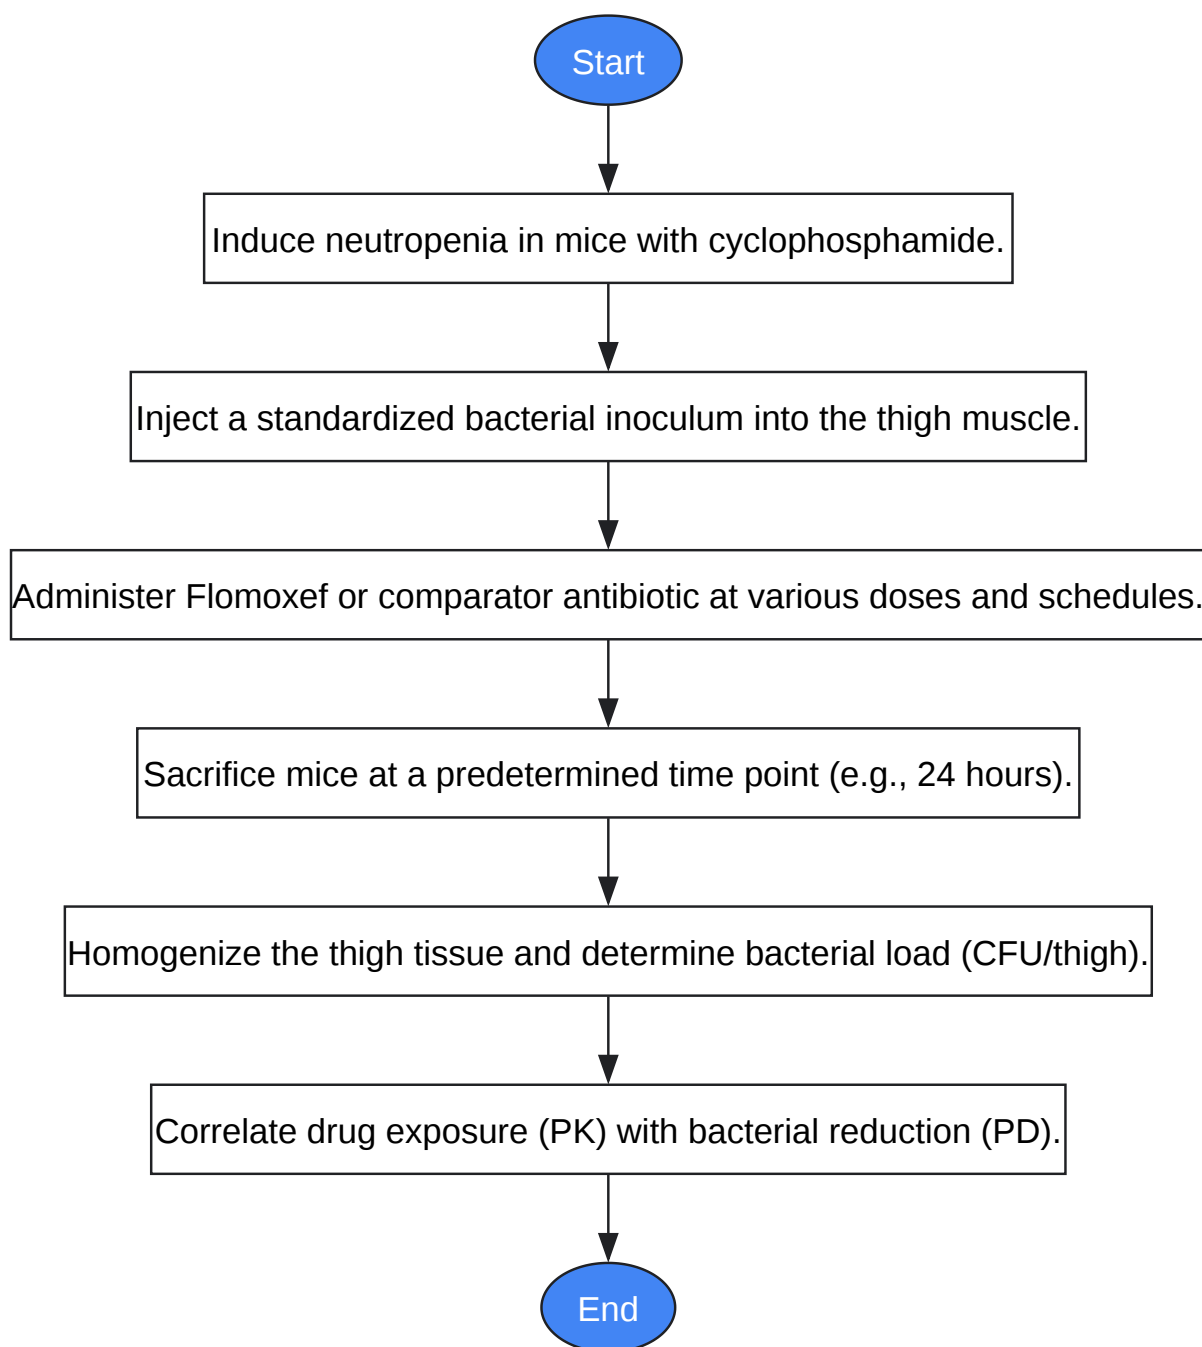 Start
Induce neutropenia in mice with cyclophosphamide.
Inject a standardized bacterial inoculum into the thigh muscle.
Administer Flomoxef or comparator antibiotic at various doses and schedules.
Sacrifice mice at a predetermined time point (e.g., 24 hours).
Homogenize the thigh tissue and determine bacterial load (CFU/thigh).
Correlate drug exposure (PK) with bacterial reduction (PD).
End